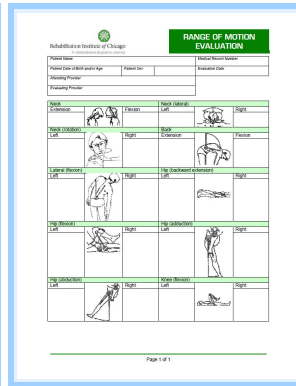 Rehabilitation Institute of Chicago
RANGE OF MOTION
EVALUATION
Patient Name
Medical Record Number
Patient Date of Birth and/or Age
Patient Sex
Evaluation Date
Attending Provider
Evaluating Provider
Neck
Neck (lateral)
Extension
Flexion
Left
Right
Neck (rotation)
Back
Left
Right
Extension
Flexion
Lateral (flexion)
Hip (backward extension)
Left
Right
Left
Right
Hip (flexion)
Hip (adduction)
Left
Right
Left
Right
Hip (abduction)
Knee (flexion)
Left
Right
Left
Right
Page 1 of 1